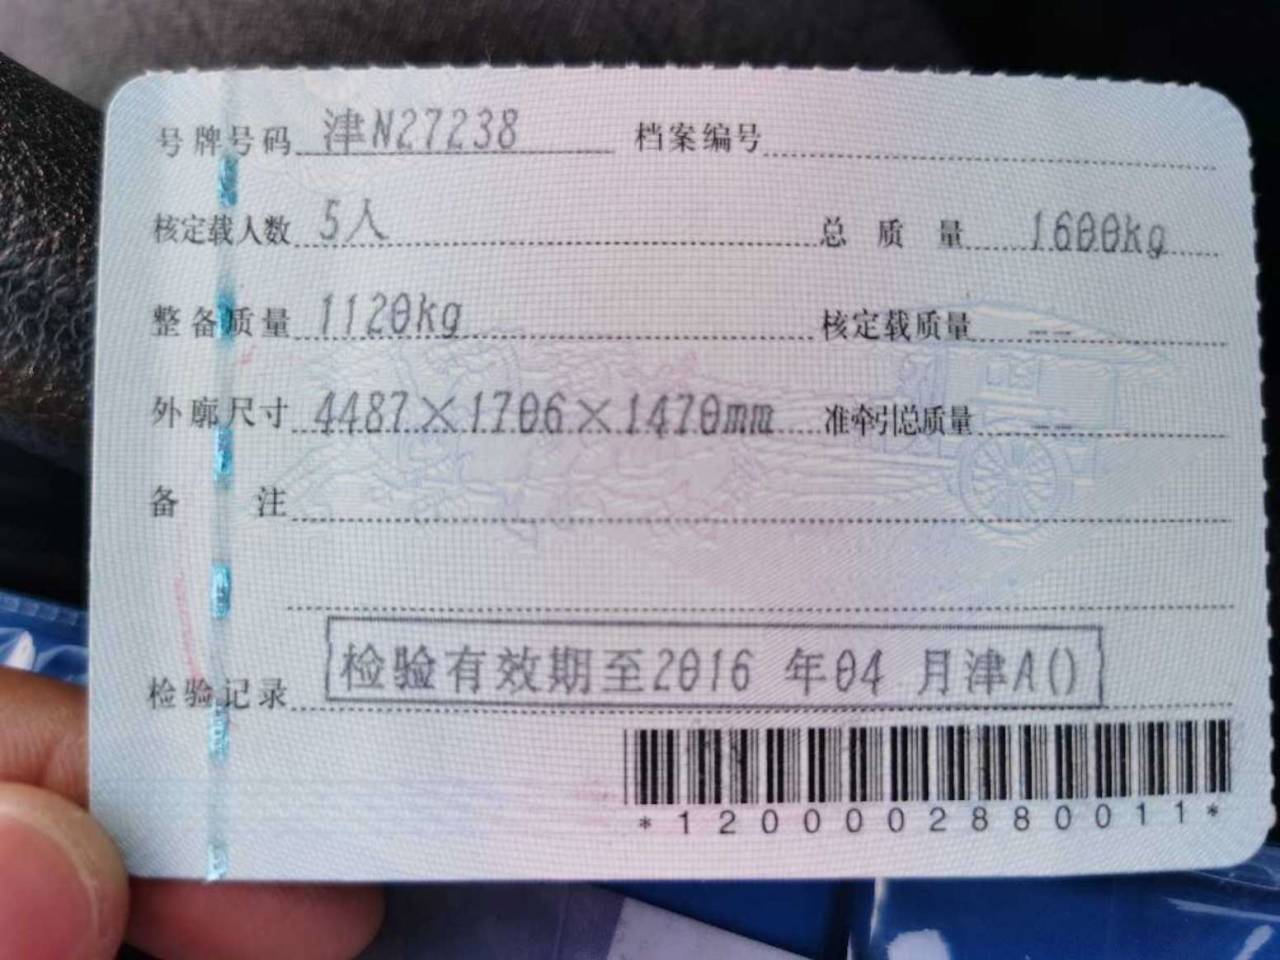 号牌号码 津N27238 档案编号
核定载人数 5人 总质量 1600kg
整备质量 1120kg 核定载质量 -- --
外廓尺寸 4487×1706×1470mm 准牵引总质量 -- --
备注
检验记录 检验有效期至2016 年04 月津A()
*1200002880011*